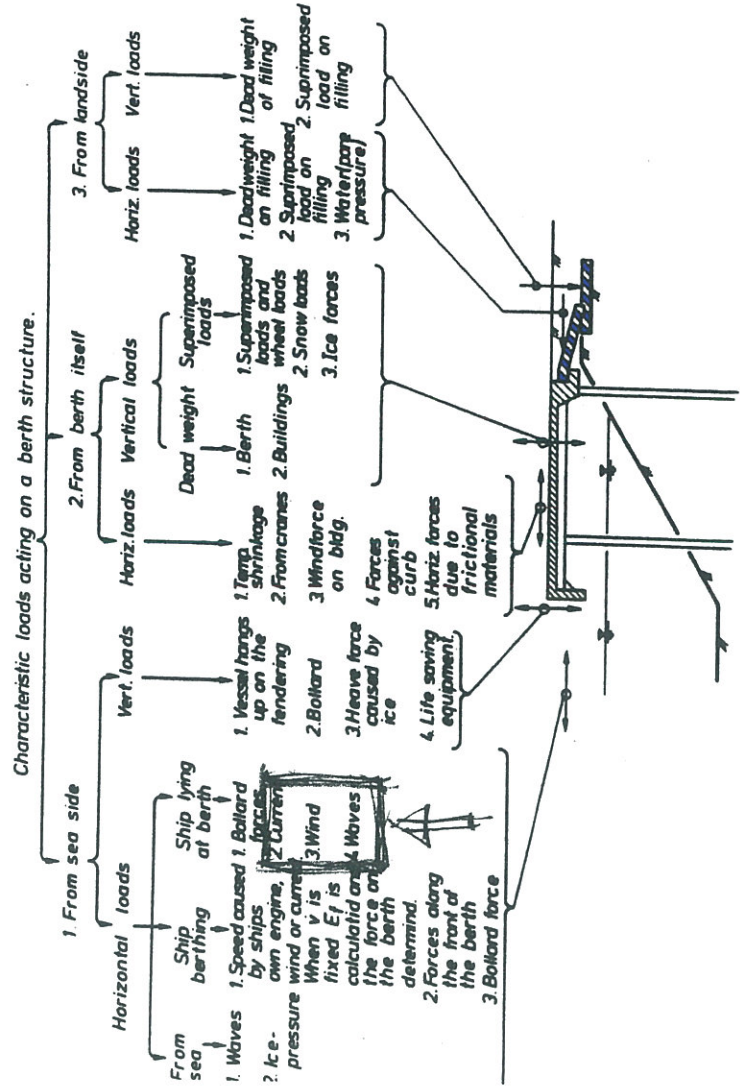 Characteristic loads acting on a berth structure.
1. From sea side
Horizontal loads
From
sea
1. Waves
2. Ice-
pressure
Ship
berthing
1. Speed caused
by ships
own engine,
wind or current
When v is
fixed Ef is
calculatid and
the force on
the berth
determind.
2. Forces along
the front of
the berth
3. Bollard force
Ship lying
at berth
1. Bollard
forces
2. Current
3. Wind
4. Waves
Vert. loads
1. Vessel hangs
up on the
fendering
2. Bollard
3. Heave force
caused by
ice
4. Life saving
equipment.
2. From berth itself
Horiz. loads
1. Temp.
shrinkage
2. From cranes
3 Windforce
on bldg.
4. Forces
against
curb
5. Horiz. forces
due to
frictional
materials
Vertical loads
Dead weight
1. Berth
2. Buildings
Superimposed
loads
1. Superimposed
loads and
wheel loads
2. Snow loads
3. Ice forces
3. From landside
Horiz. loads
1. Dead weight
on filling
2 Suprimposed
load on
filling
3. Water(pore
pressure)
Vert. loads
1. Dead weight
of filling
2. Suprimposed
load on
filling